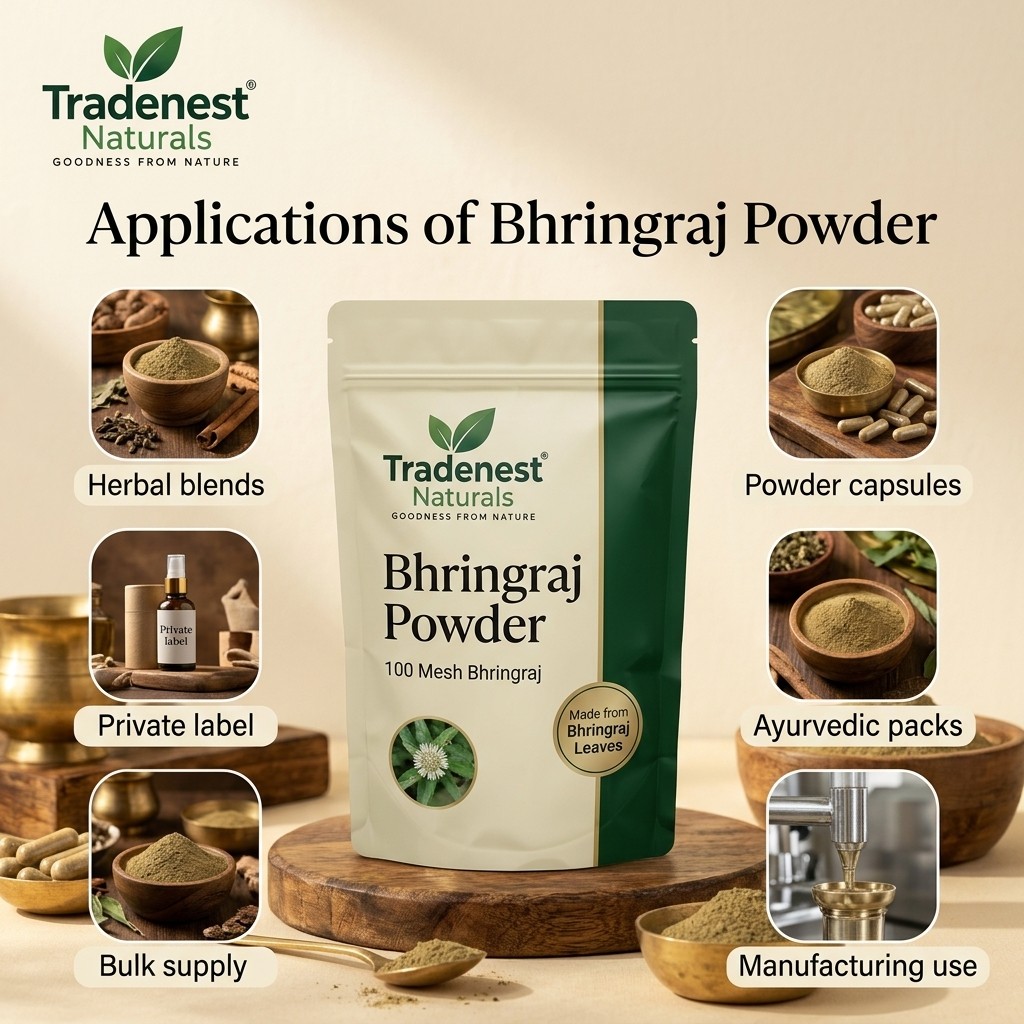 Tradenest®
Naturals
GOODNESS FROM NATURE
Applications of Bhringraj Powder
Herbal blends
Private
label
Private label
Bulk supply
Tradenest®
Naturals
GOODNESS FROM NATURE
Bhringraj
Powder
100 Mesh Bhringraj
Made from
Bhringraj
Leaves
Powder capsules
Ayurvedic packs
Manufacturing use